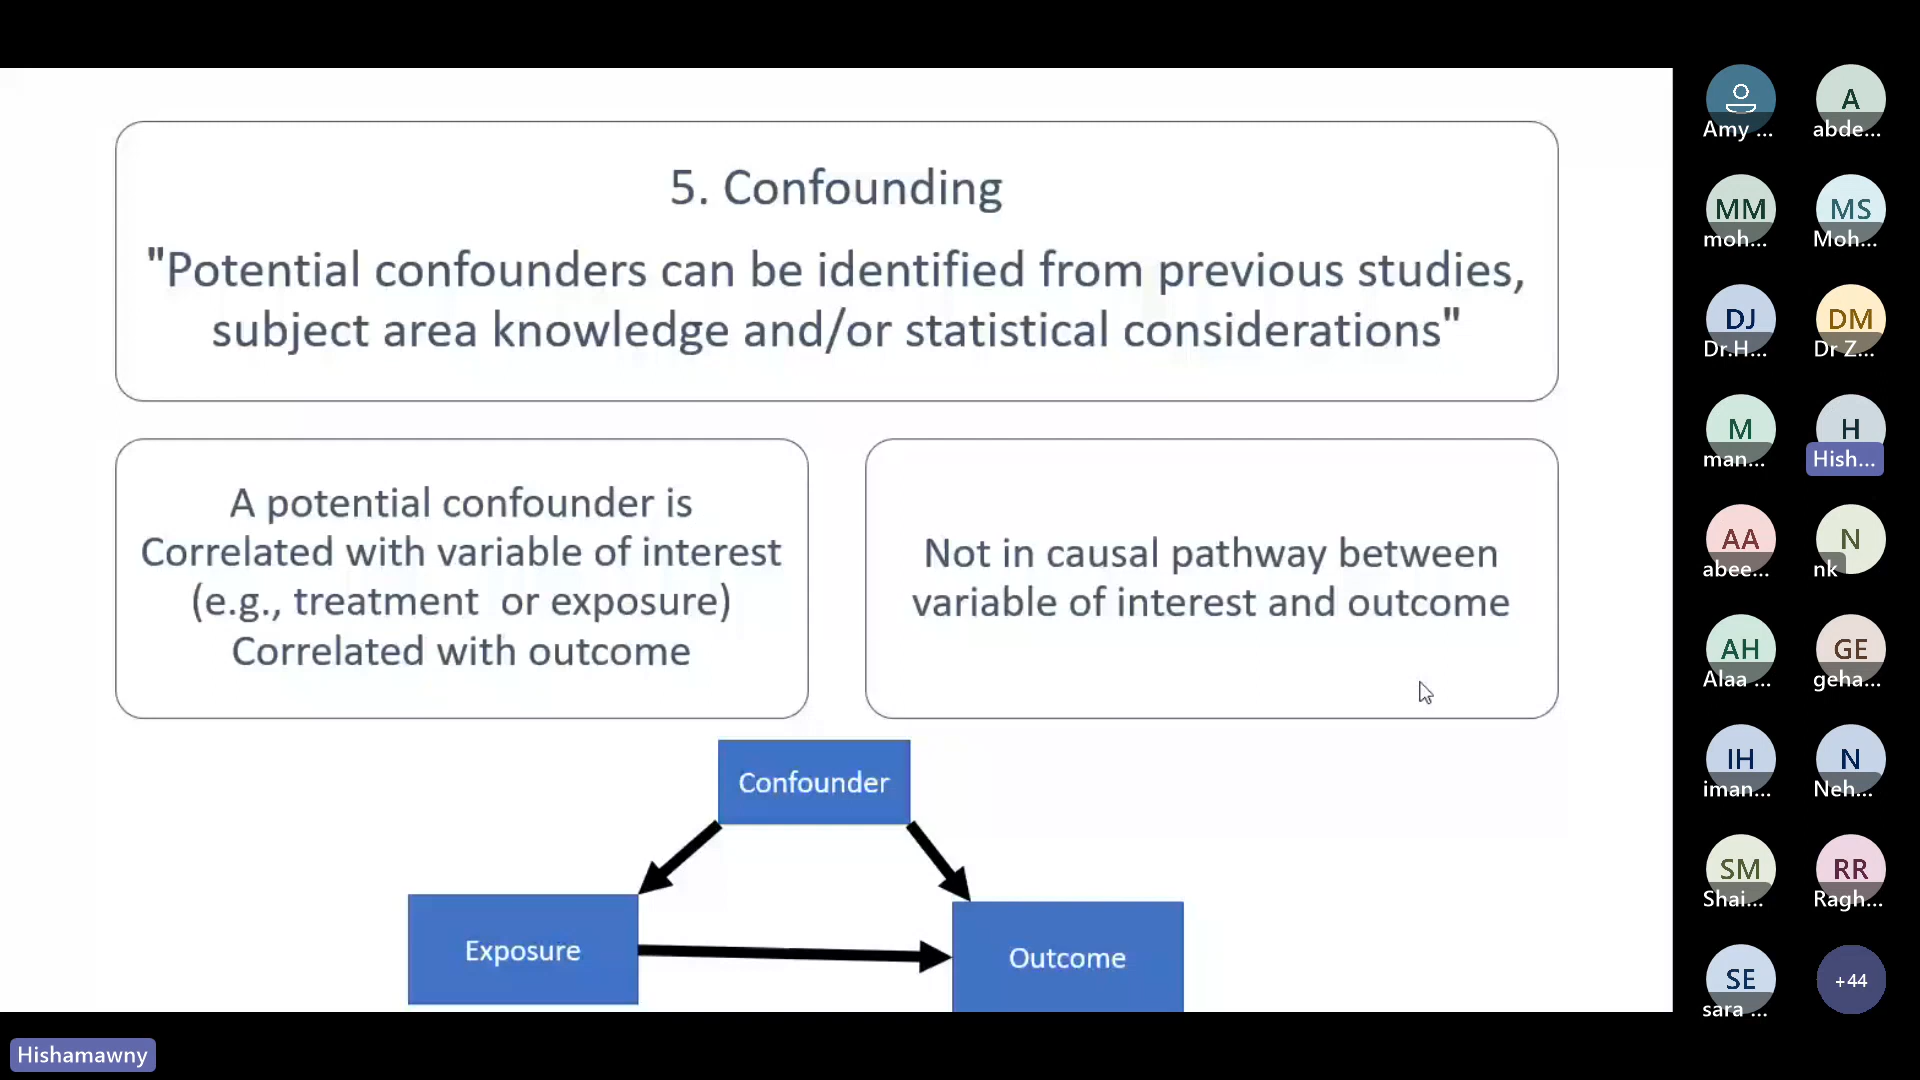 5. Confounding
"Potential confounders can be identified from previous studies,
subject area knowledge and/or statistical considerations"
A potential confounder is
Correlated with variable of interest
(e.g., treatment or exposure)
Correlated with outcome
Not in causal pathway between
variable of interest and outcome
Confounder
Exposure
Outcome
Amy ...
A
abde...
MM
moh...
MS
Moh...
DJ
Dr.H...
DM
Dr Z...
M
man...
H
Hish...
AA
abee...
N
nk
AH
Alaa ...
GE
geha...
IH
iman...
N
Neh...
SM
Shai...
RR
Ragh...
SE
sara ...
+44
Hishamawny